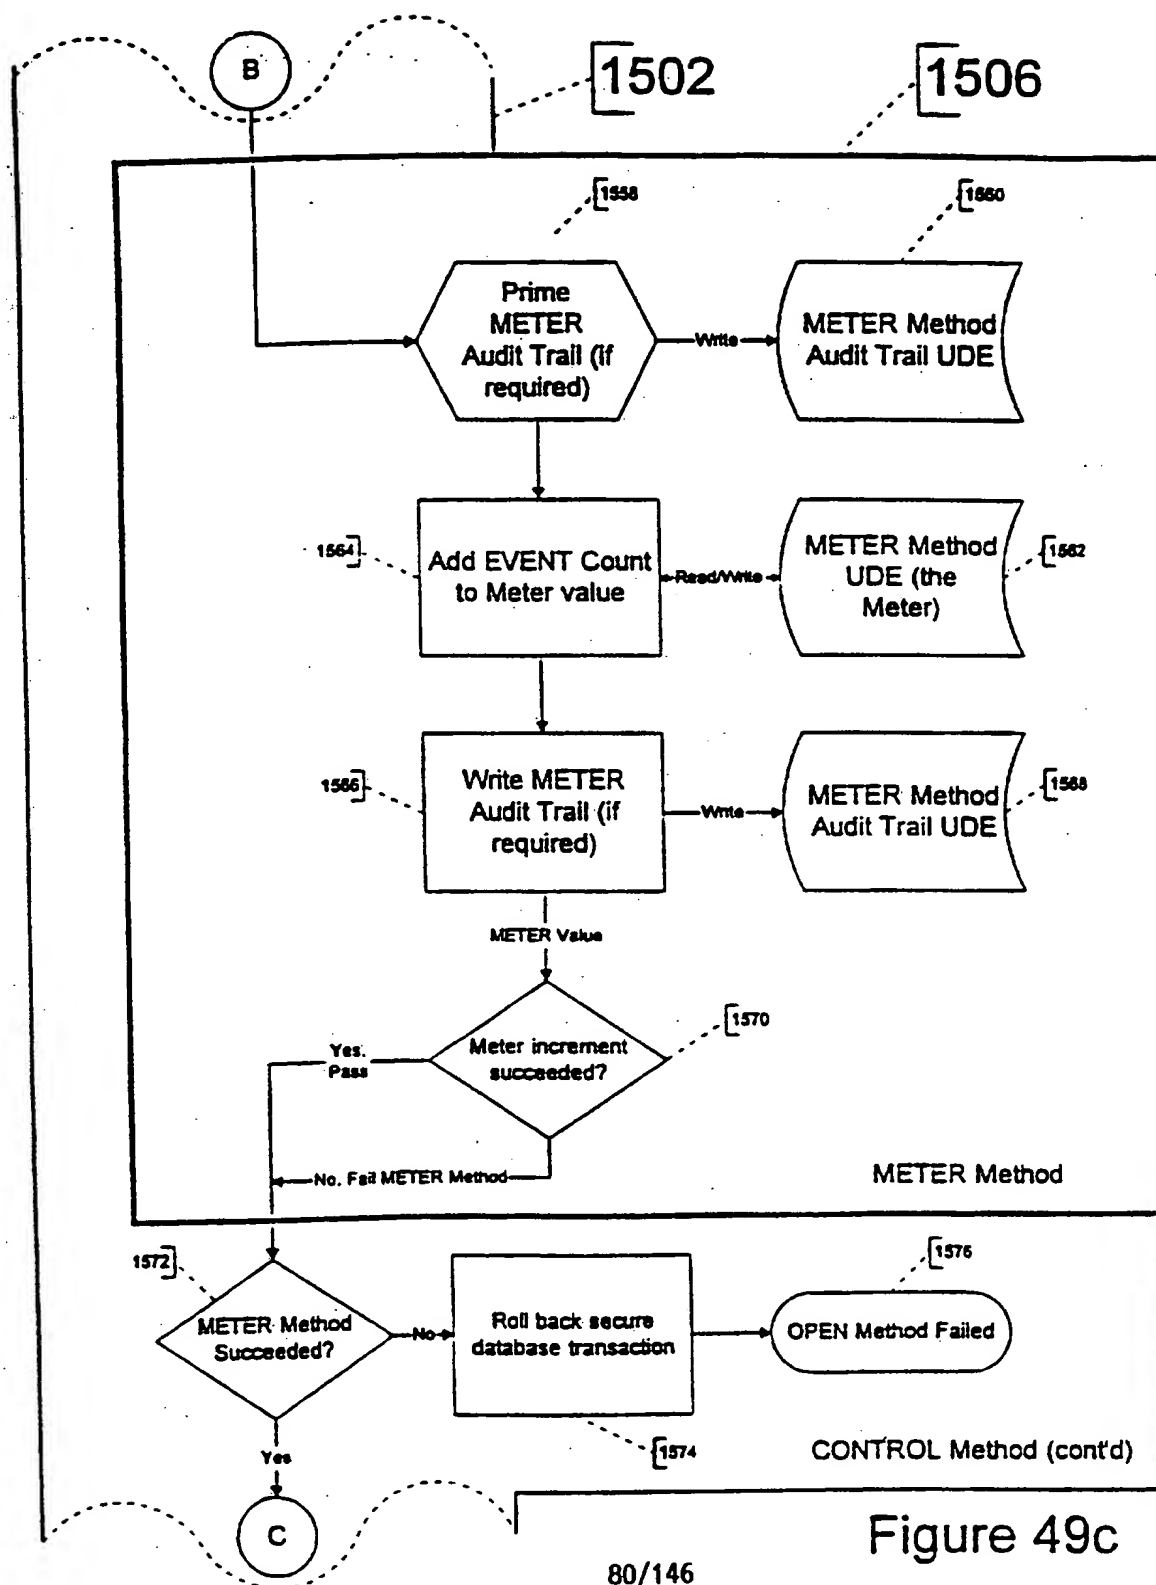 B
1502
1506
1558
1560
Prime
METER
Audit Trail (if
required)
Write
METER Method
Audit Trail UDE
1564
Add EVENT Count
to Meter value
Read/Write
METER Method
UDE (the
Meter)
1562
1566
Write METER
Audit Trail (if
required)
Write
METER Method
Audit Trail UDE
1568
METER Value
1570
Yes.
Pass
Meter increment
succeeded?
No. Fail METER Method
METER Method
1572
METER Method
Succeeded?
No
Roll back secure
database transaction
1576
OPEN Method Failed
Yes
1574
CONTROL Method (cont'd)
C
Figure 49c
80/146